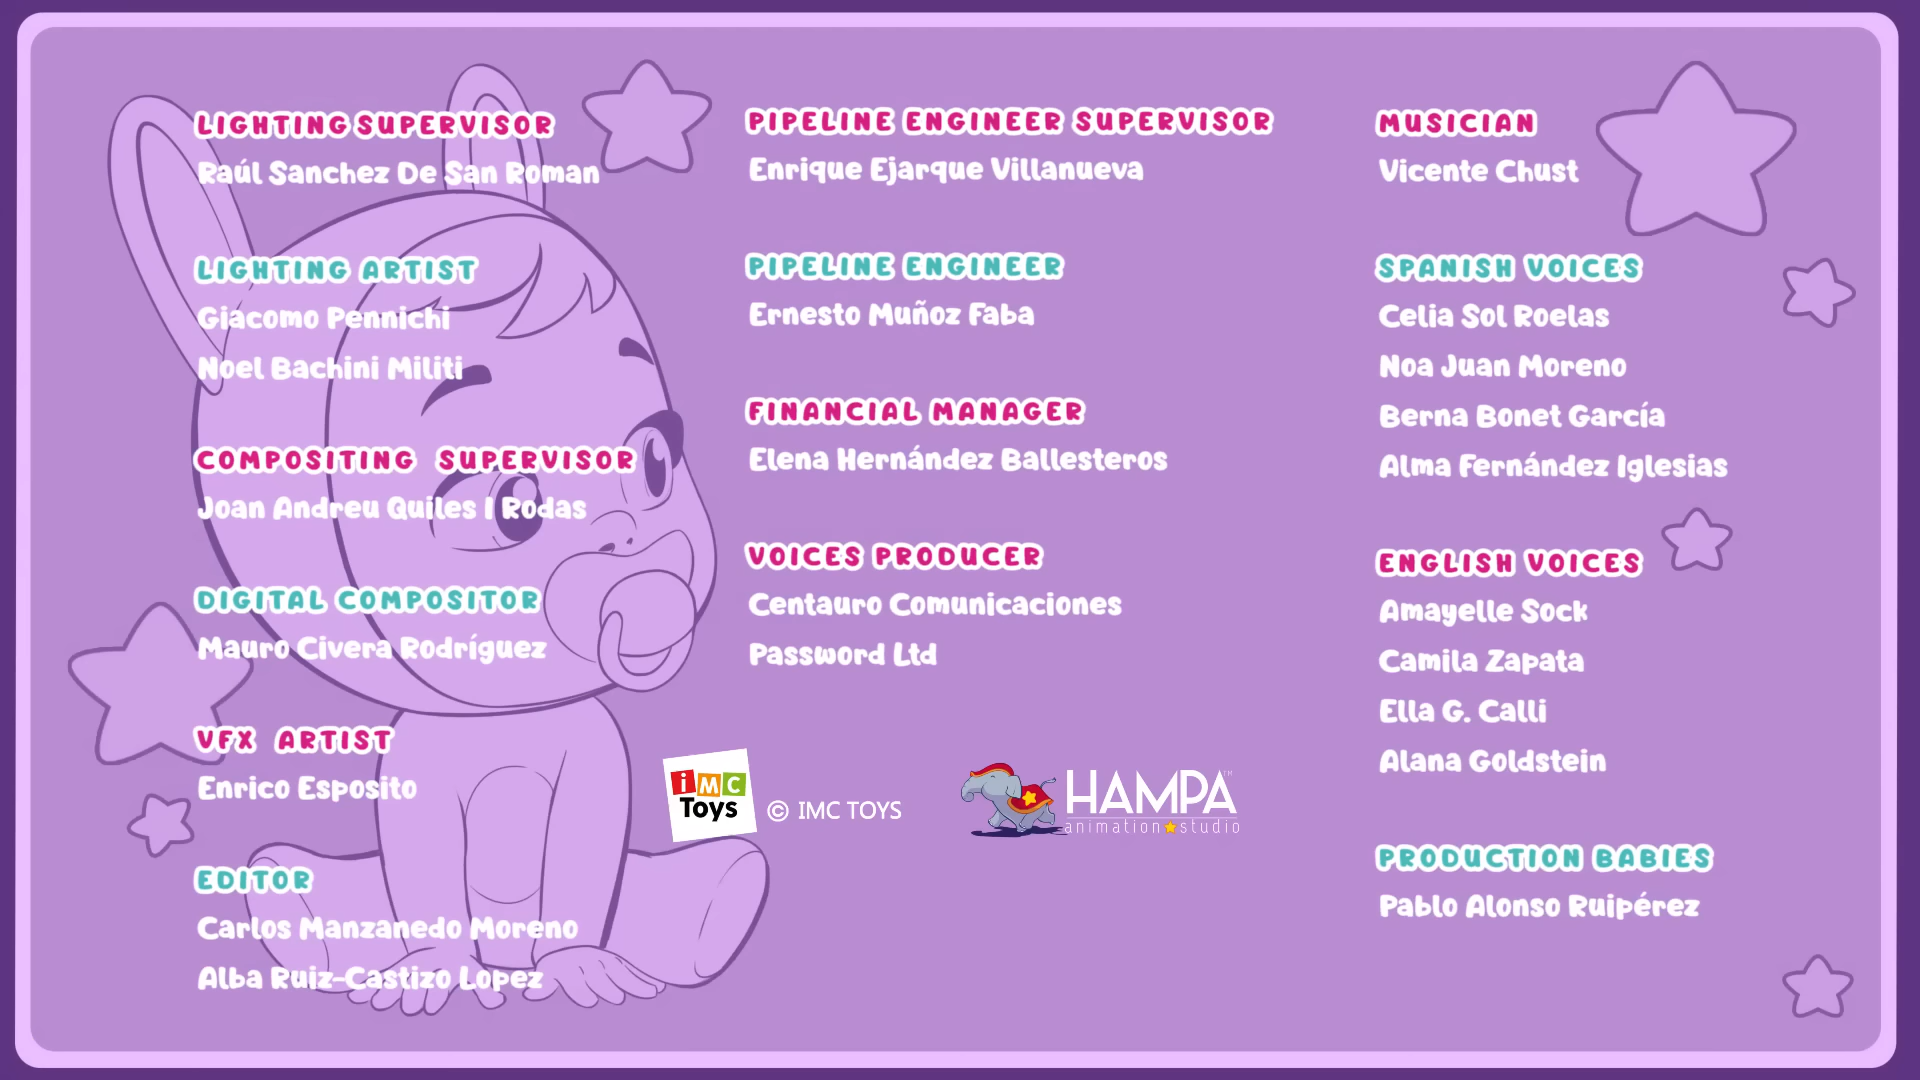 LIGHTING SUPERVISOR
Raúl Sanchez De San Roman
LIGHTING ARTIST
Giacomo Pennichi
Noel Bachini Militi
COMPOSITING SUPERVISOR
Joan Andreu Quiles I Rodas
DIGITAL COMPOSITOR
Mauro Civera Rodríguez
VFX ARTIST
Enrico Esposito
EDITOR
Carlos Manzanedo Moreno
Alba Ruiz-Castizo Lopez
PIPELINE ENGINEER SUPERVISOR
Enrique Ejarque Villanueva
PIPELINE ENGINEER
Ernesto Muñoz Faba
FINANCIAL MANAGER
Elena Hernández Ballesteros
VOICES PRODUCER
Centauro Comunicaciones
Password Ltd
iMC
Toys
© IMC TOYS
HAMPA™
animation studio
MUSICIAN
Vicente Chust
SPANISH VOICES
Celia Sol Roelas
Noa Juan Moreno
Berna Bonet García
Alma Fernández Iglesias
ENGLISH VOICES
Amayelle Sock
Camila Zapata
Ella G. Calli
Alana Goldstein
PRODUCTION BABIES
Pablo Alonso Ruipérez